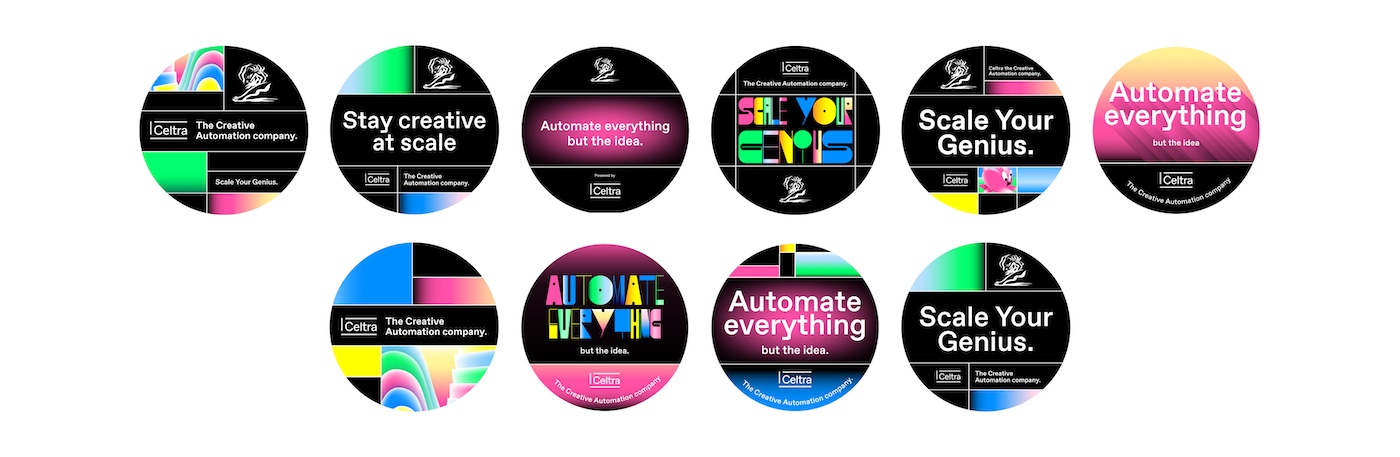 Celtra
The Creative
Automation company.
Scale Your Genius.
Stay creative
at scale
Celtra
The Creative
Automation company.
Automate everything
but the idea.
Powered by
Celtra
Celtra
The Creative Automation company.
SCALE YOUR
GENIUS
Celtra the Creative
Automation company.
Scale Your
Genius.
Celtra
Automate
everything
but the idea
Celtra
The Creative Automation company
Celtra
The Creative
Automation company.
AUTOMATE
EVERYTHING
but the idea.
Celtra
The Creative Automation company
Automate
everything
but the idea.
Celtra
The Creative Automation company.
Scale Your
Genius.
Celtra
The Creative
Automation company.